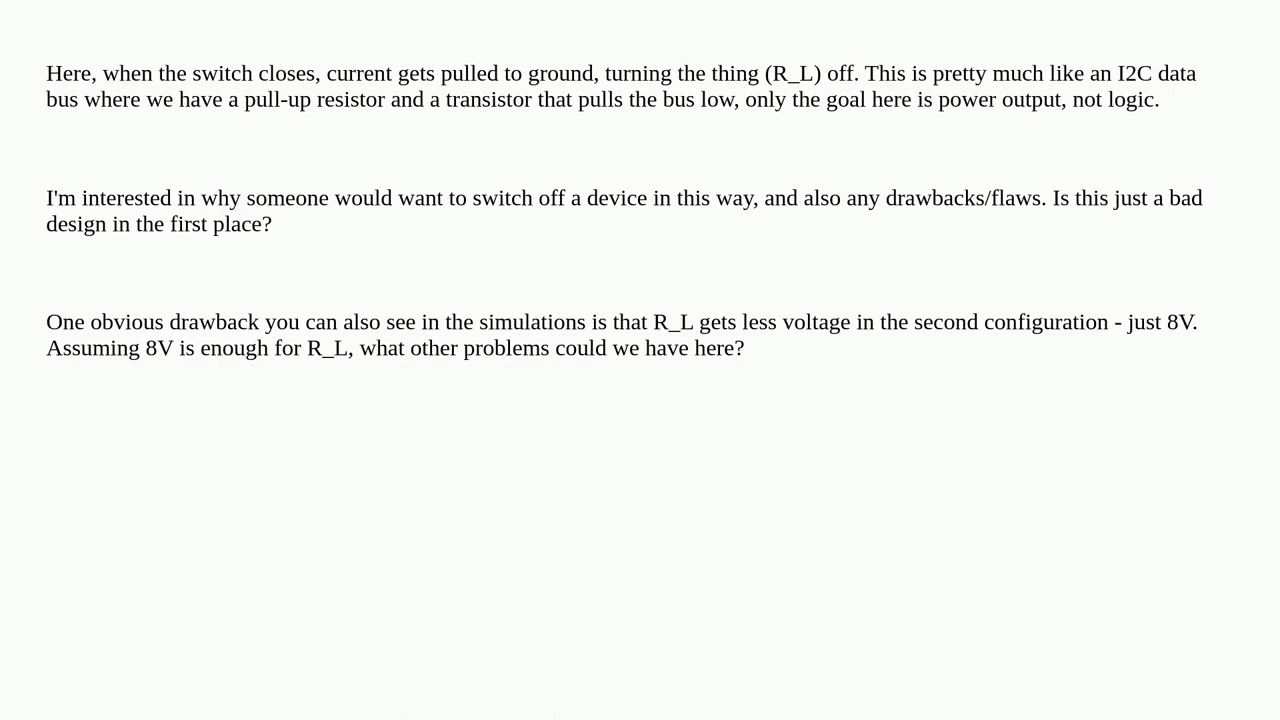 Here, when the switch closes, current gets pulled to ground, turning the thing (R_L) off. This is pretty much like an I2C data
bus where we have a pull-up resistor and a transistor that pulls the bus low, only the goal here is power output, not logic.
I'm interested in why someone would want to switch off a device in this way, and also any drawbacks/flaws. Is this just a bad
design in the first place?
One obvious drawback you can also see in the simulations is that R_L gets less voltage in the second configuration - just 8V.
Assuming 8V is enough for R_L, what other problems could we have here?